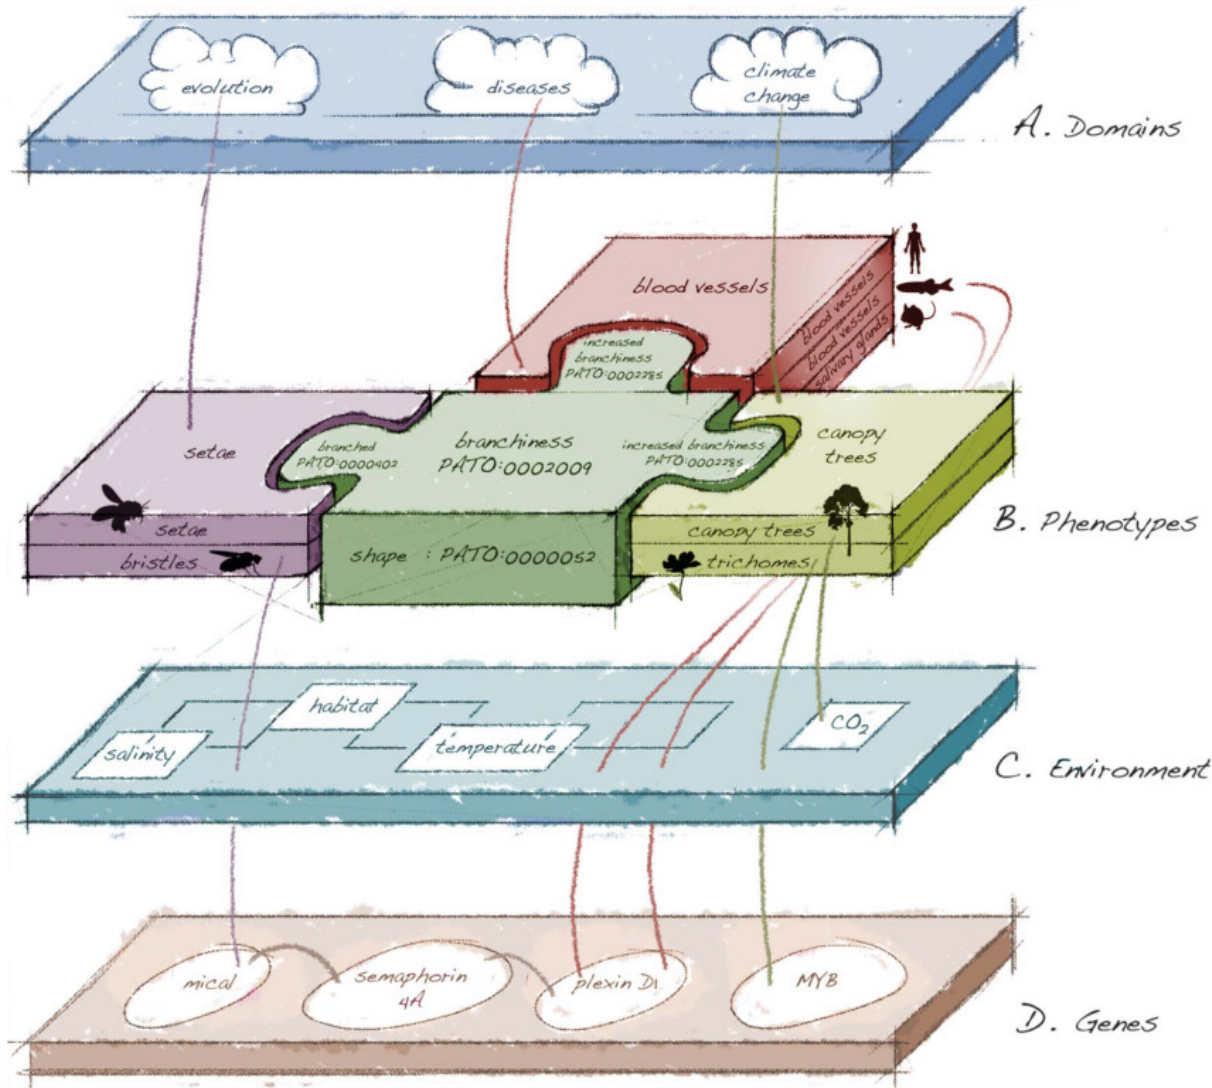 evolution
diseases
climate
change
A. Domains
blood vessels
blood vessels
blood vessels
salivary glands
increased
branchiness
PATO:0002285
setae
branched
PATO:0000402
branchiness
PATO:0002009
increased branchiness
PATO:0002285
canopy
trees
setae
bristles
shape : PATO:0000052
canopy trees
trichomes
B. Phenotypes
habitat
salinity
temperature
CO₂
C. Environment
mical
semaphorin
4A
plexin D1
MYB
D. Genes